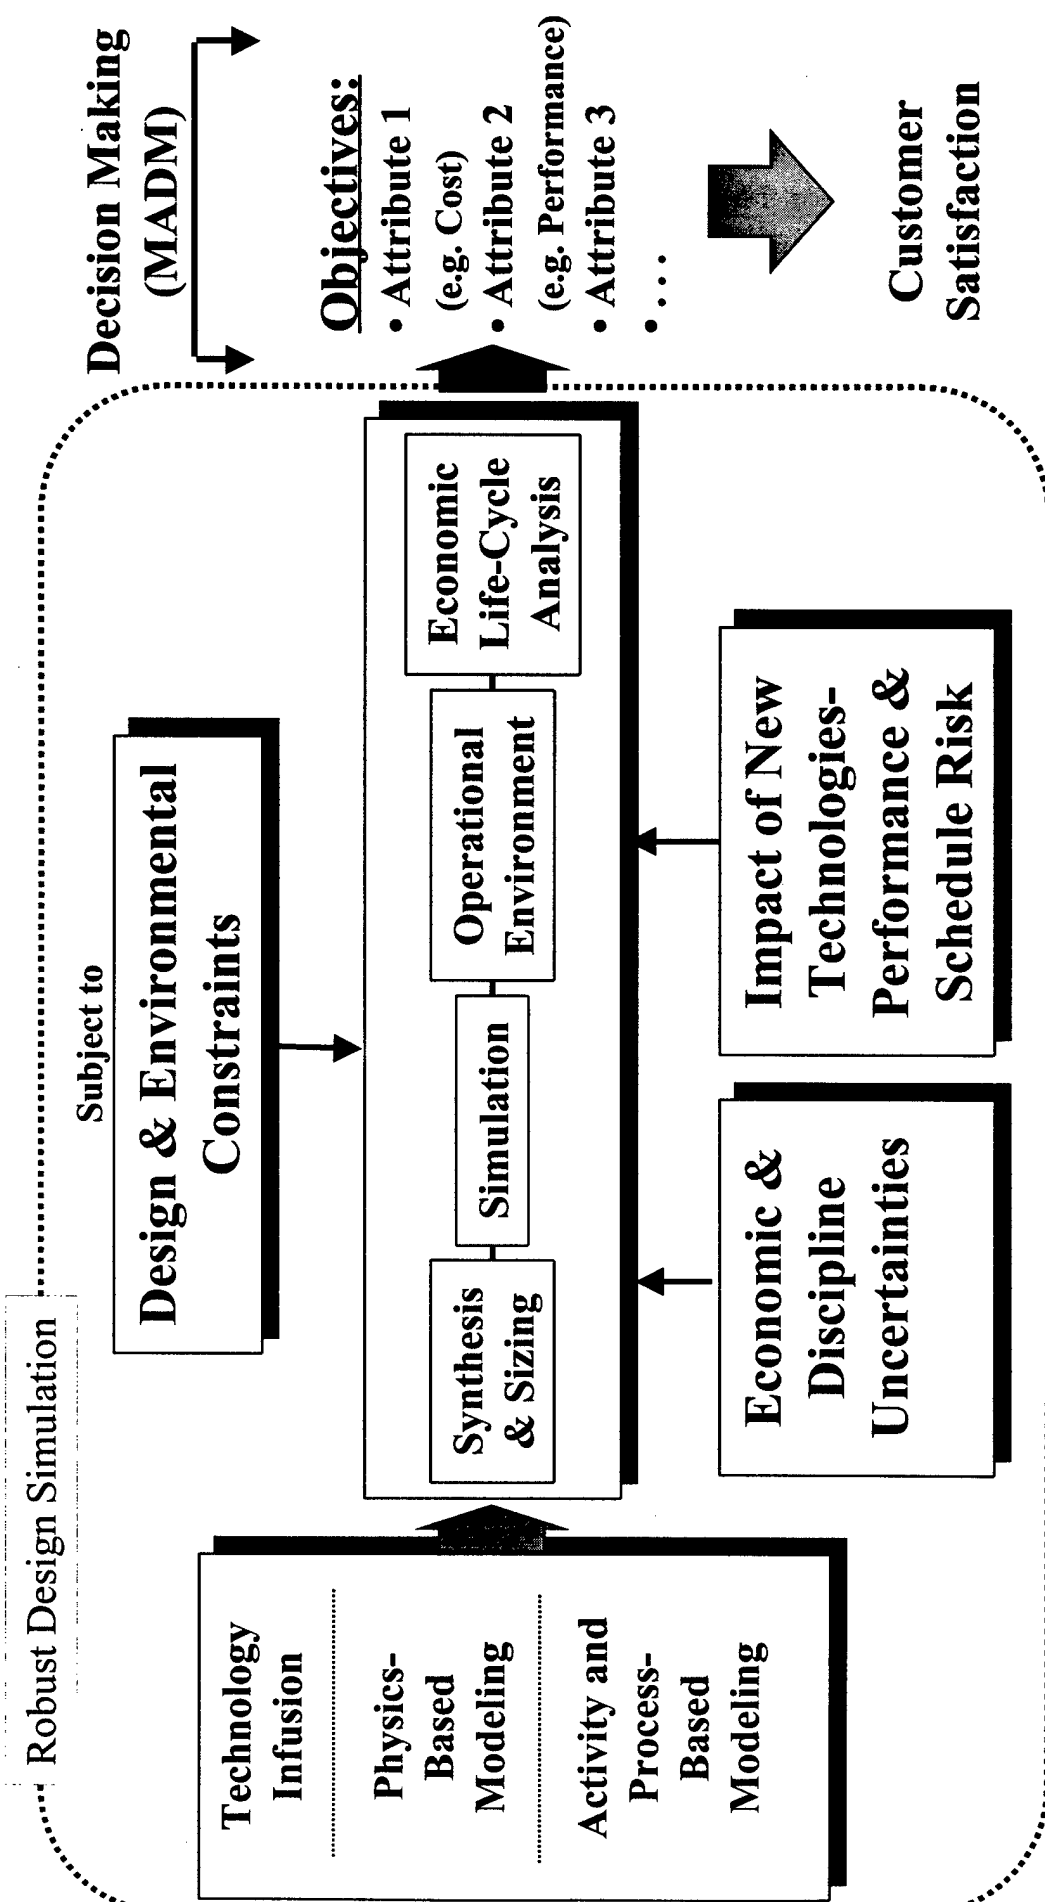 Robust Design Simulation
Subject to
Design & Environmental
Constraints
Technology
Infusion
Physics-
Based
Modeling
Activity and
Process-
Based
Modeling
Synthesis
& Sizing
Simulation
Operational
Environment
Economic
Life-Cycle
Analysis
Economic &
Discipline
Uncertainties
Impact of New
Technologies-
Performance &
Schedule Risk
Decision Making
(MADM)
Objectives:
• Attribute 1
(e.g. Cost)
• Attribute 2
(e.g. Performance)
• Attribute 3
• ...
Customer
Satisfaction